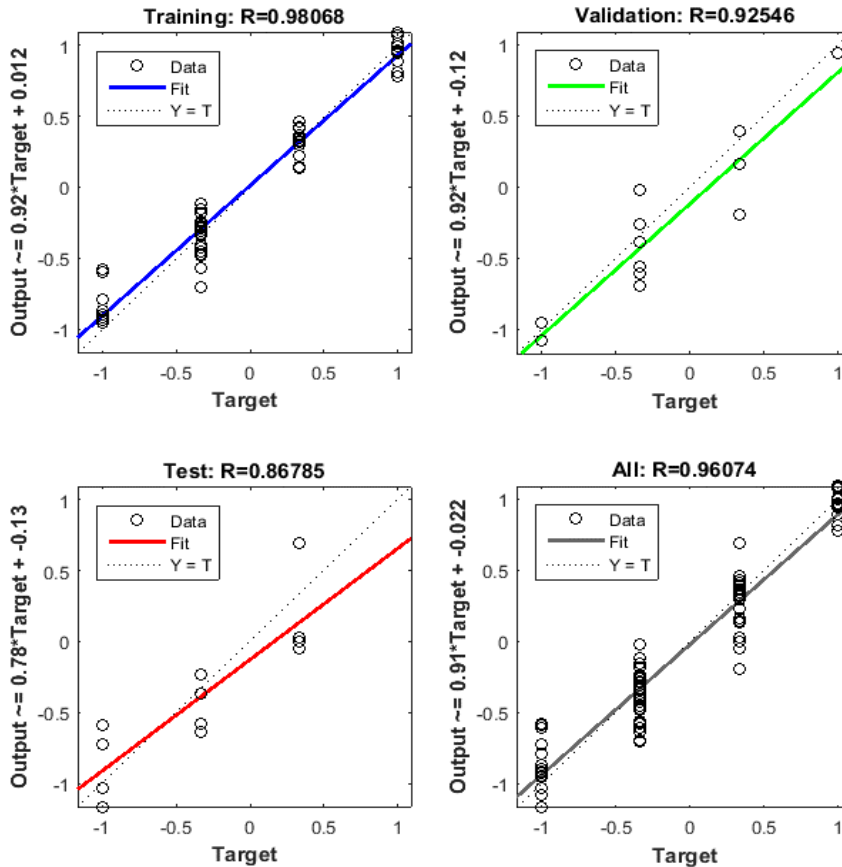 Training: R=0.98068
Output ~= 0.92*Target + 0.012
1
0.5
0
-0.5
-1
Data
Fit
Y = T
-1 -0.5 0 0.5 1
Target
Validation: R=0.92546
Output ~= 0.92*Target + -0.12
1
0.5
0
-0.5
-1
Data
Fit
Y = T
-1 -0.5 0 0.5 1
Target
Test: R=0.86785
Output ~= 0.78*Target + -0.13
1
0.5
0
-0.5
-1
Data
Fit
Y = T
-1 -0.5 0 0.5 1
Target
All: R=0.96074
Output ~= 0.91*Target + -0.022
1
0.5
0
-0.5
-1
Data
Fit
Y = T
-1 -0.5 0 0.5 1
Target